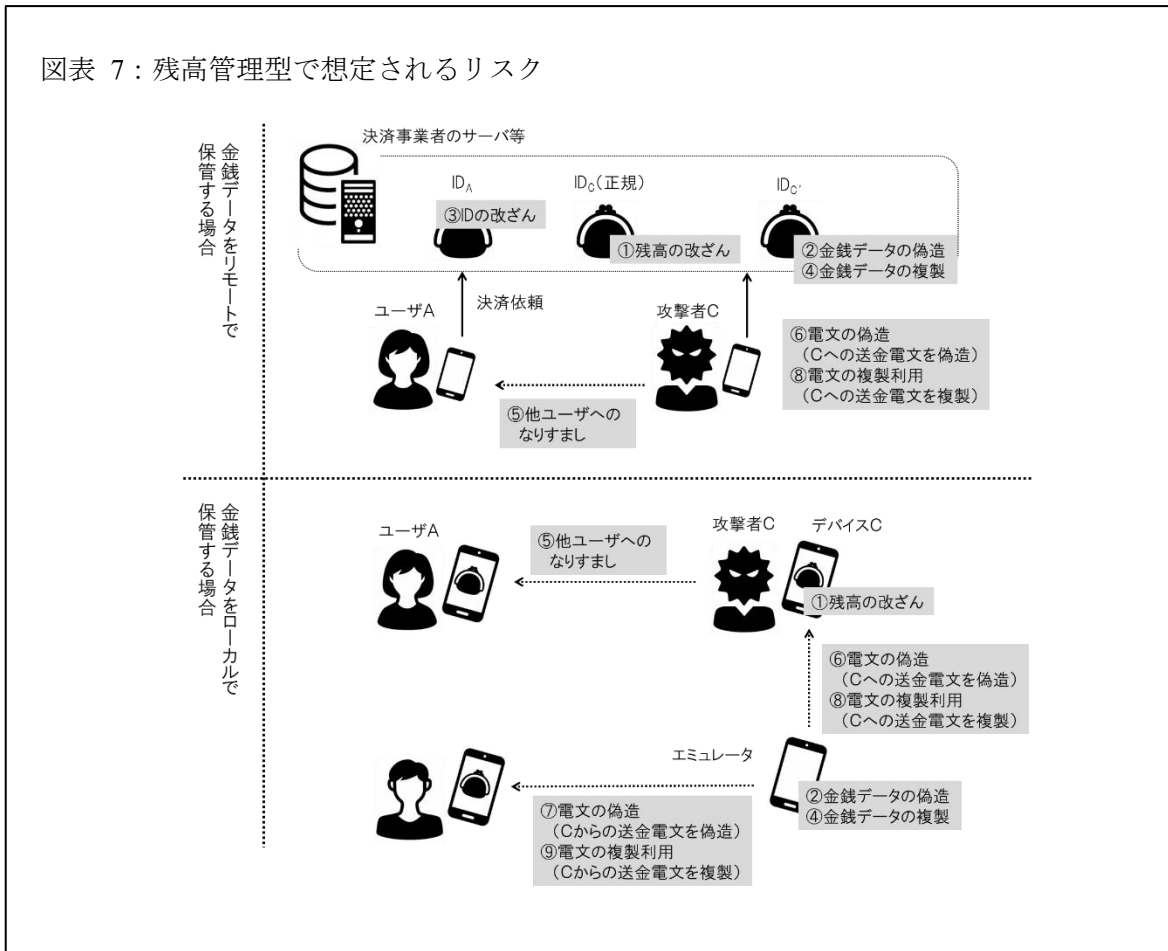 図表 7：残高管理型で想定されるリスク
金銭データをリモートで
保管する場合
決済事業者のサーバ等
IDA
③IDの改ざん
IDC(正規)
①残高の改ざん
IDC'
②金銭データの偽造
④金銭データの複製
ユーザA
決済依頼
攻撃者C
⑥電文の偽造
（Cへの送金電文を偽造）
⑧電文の複製利用
（Cへの送金電文を複製）
⑤他ユーザへの
なりすまし
金銭データをローカルで
保管する場合
ユーザA
⑤他ユーザへの
なりすまし
攻撃者C
デバイスC
①残高の改ざん
⑥電文の偽造
（Cへの送金電文を偽造）
⑧電文の複製利用
（Cへの送金電文を複製）
エミュレータ
②金銭データの偽造
④金銭データの複製
⑦電文の偽造
（Cからの送金電文を偽造）
⑨電文の複製利用
（Cからの送金電文を複製）